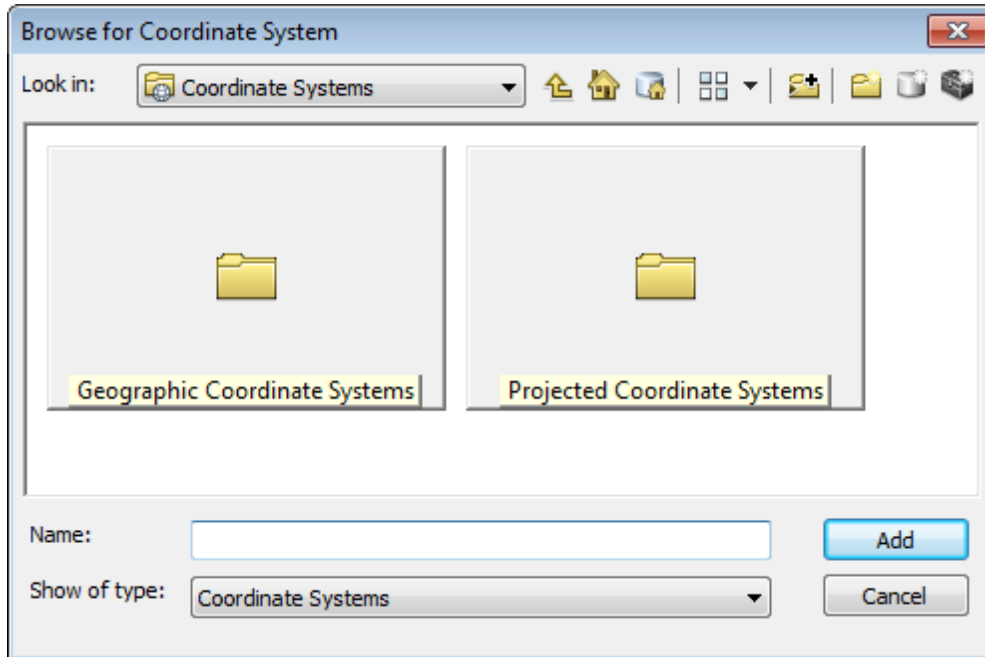 Browse for Coordinate System
Look in: Coordinate Systems
Geographic Coordinate Systems Projected Coordinate Systems
Name: Add
Show of type: Coordinate Systems Cancel